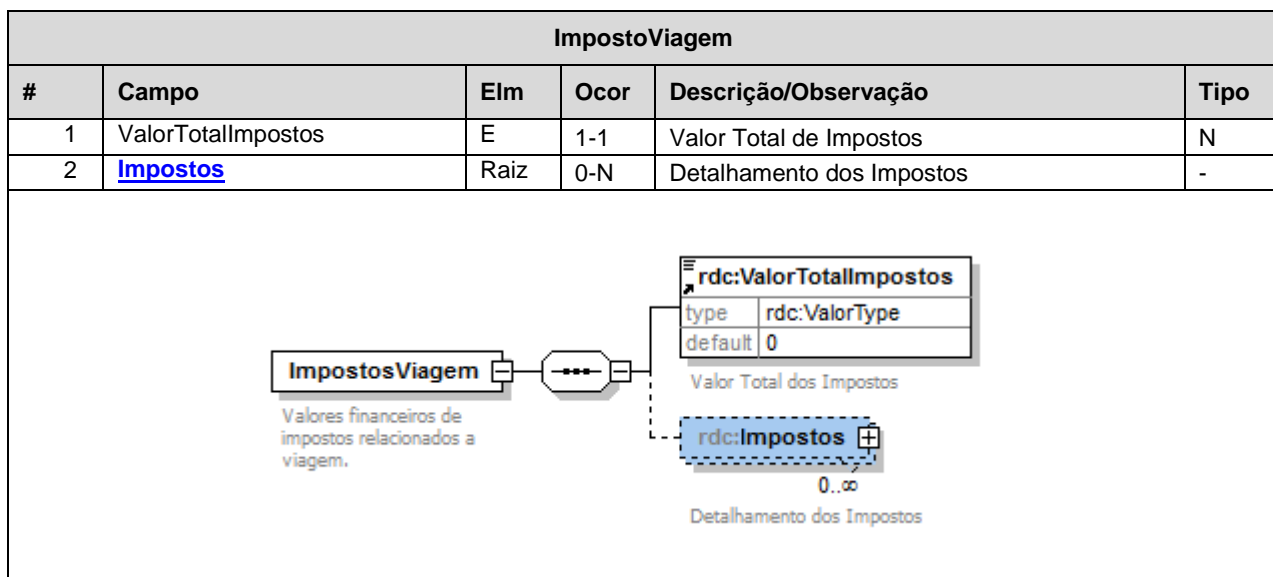 ImpostoViagem
# Campo Elm Ocor Descrição/Observação Tipo
1 ValorTotalImpostos E 1-1 Valor Total de Impostos N
2 Impostos Raiz 0-N Detalhamento dos Impostos -
rdc:ValorTotalImpostos
type rdc:ValorType
default 0
Valor Total dos Impostos
ImpostosViagem
Valores financeiros de
impostos relacionados a
viagem.
rdc:Impostos
0..∞
Detalhamento dos Impostos